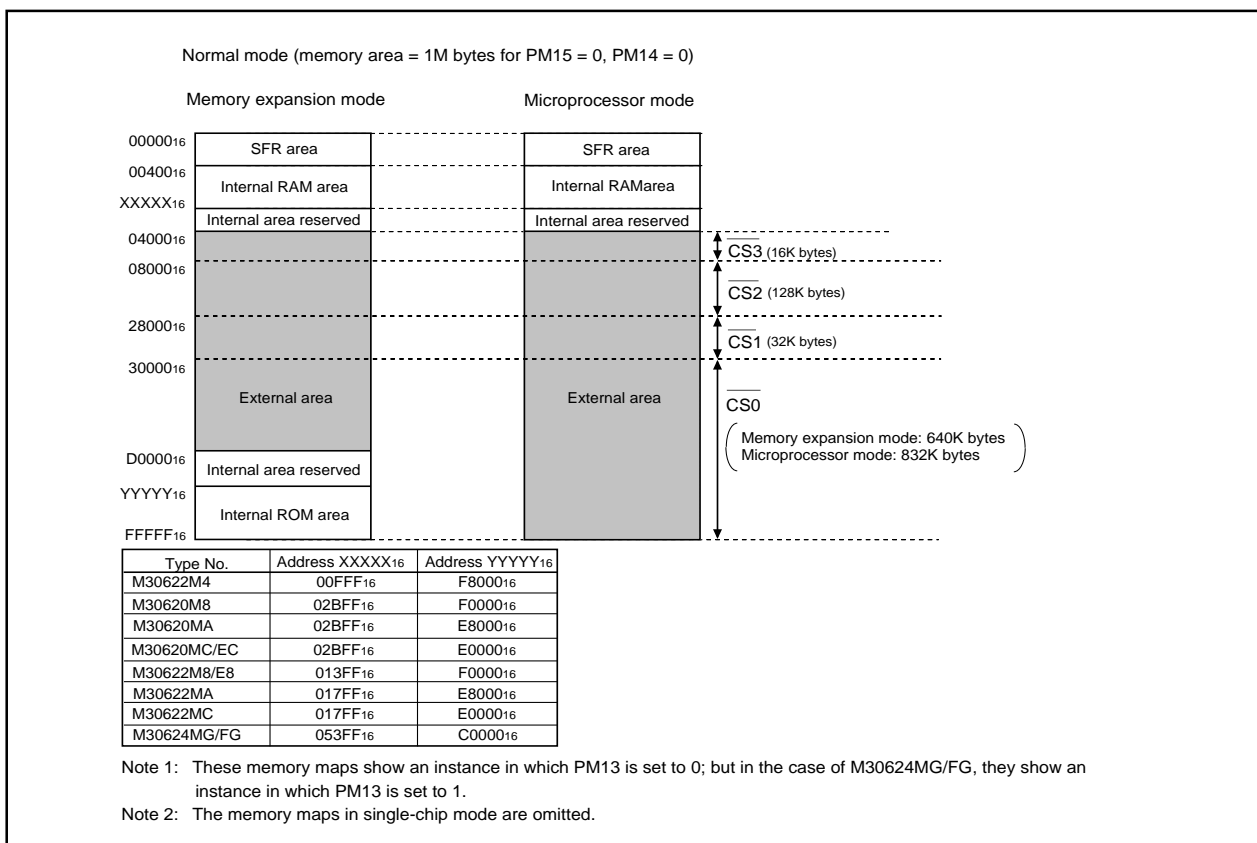 Normal mode (memory area = 1M bytes for PM15 = 0, PM14 = 0)
Memory expansion mode
Microprocessor mode
0000016
SFR area
SFR area
0040016
Internal RAM area
Internal RAMarea
XXXXX16
Internal area reserved
Internal area reserved
0400016
CS3 (16K bytes)
0800016
CS2 (128K bytes)
2800016
CS1 (32K bytes)
3000016
External area
External area
CS0
Memory expansion mode: 640K bytes
Microprocessor mode: 832K bytes
D000016
Internal area reserved
YYYYY16
Internal ROM area
FFFFF16
Type No. Address XXXXX16 Address YYYYY16
M30622M4 00FFF16 F800016
M30620M8 02BFF16 F000016
M30620MA 02BFF16 E800016
M30620MC/EC 02BFF16 E000016
M30622M8/E8 013FF16 F000016
M30622MA 017FF16 E800016
M30622MC 017FF16 E000016
M30624MG/FG 053FF16 C000016
Note 1: These memory maps show an instance in which PM13 is set to 0; but in the case of M30624MG/FG, they show an
instance in which PM13 is set to 1.
Note 2: The memory maps in single-chip mode are omitted.